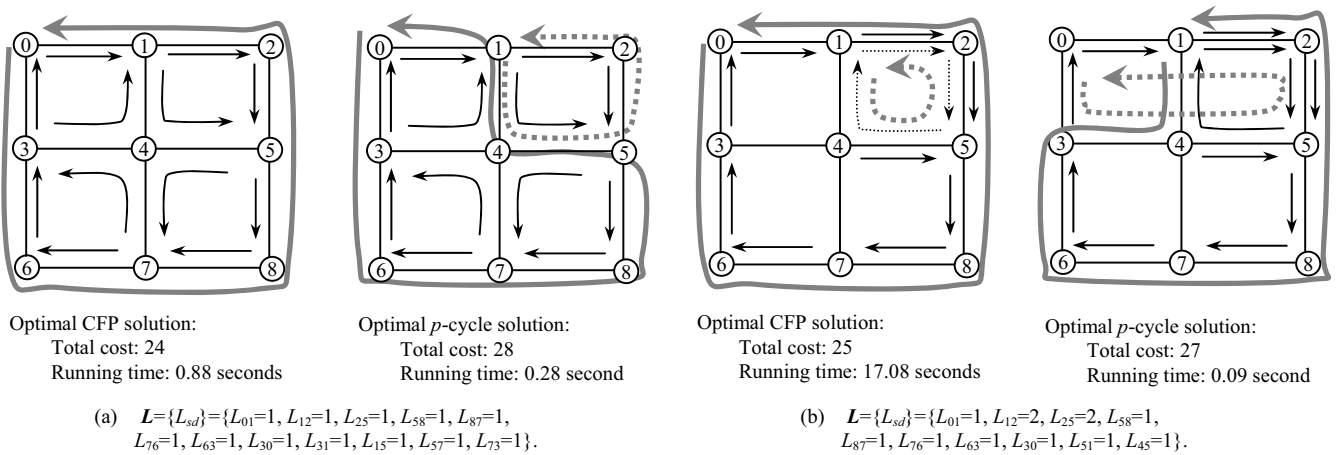 0 1 2
3 4 5
6 7 8
Optimal CFP solution:
Total cost: 24
Running time: 0.88 seconds
0 1 2
3 4 5
6 7 8
Optimal p-cycle solution:
Total cost: 28
Running time: 0.28 second
(a) L={Lsd}={L01=1, L12=1, L25=1, L58=1, L87=1,
L76=1, L63=1, L30=1, L31=1, L15=1, L57=1, L73=1}.
0 1 2
3 4 5
6 7 8
Optimal CFP solution:
Total cost: 25
Running time: 17.08 seconds
0 1 2
3 4 5
6 7 8
Optimal p-cycle solution:
Total cost: 27
Running time: 0.09 second
(b) L={Lsd}={L01=1, L12=2, L25=2, L58=1,
L87=1, L76=1, L63=1, L30=1, L51=1, L45=1}.